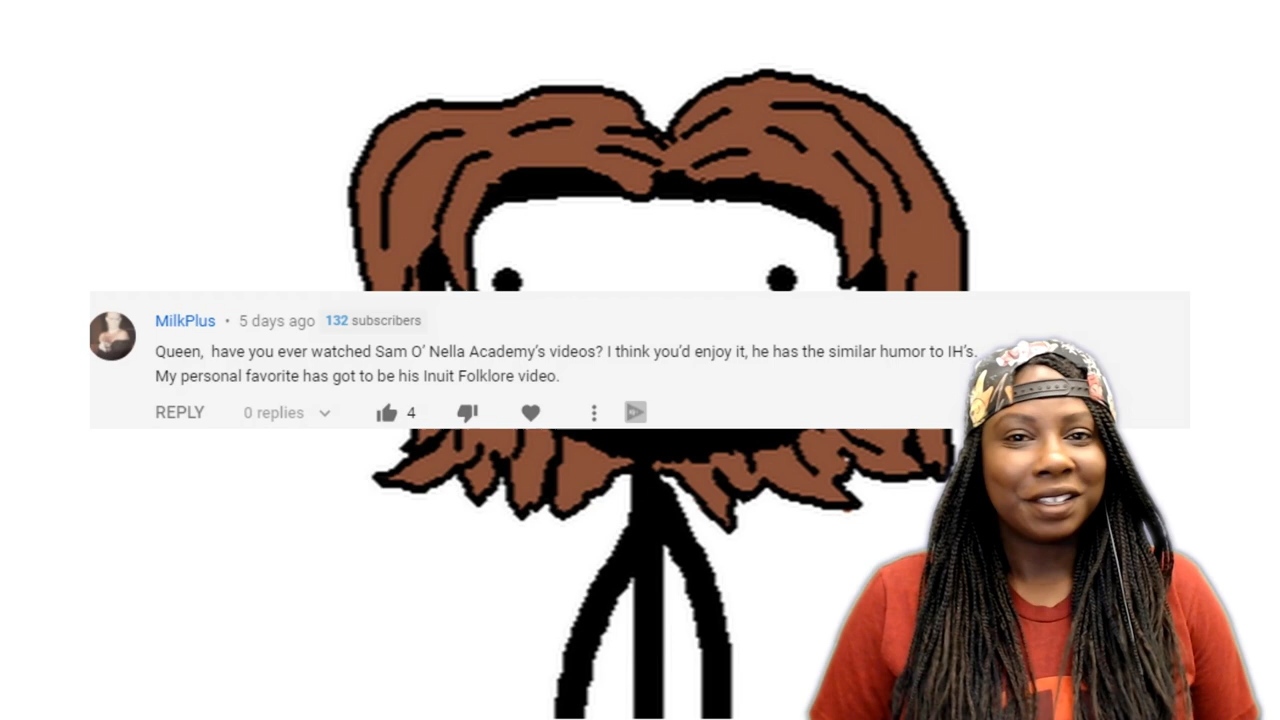 MilkPlus • 5 days ago 132 subscribers
Queen, have you ever watched Sam O' Nella Academy's videos? I think you'd enjoy it, he has the similar humor to IH's.
My personal favorite has got to be his Inuit Folklore video.
REPLY 0 replies 4